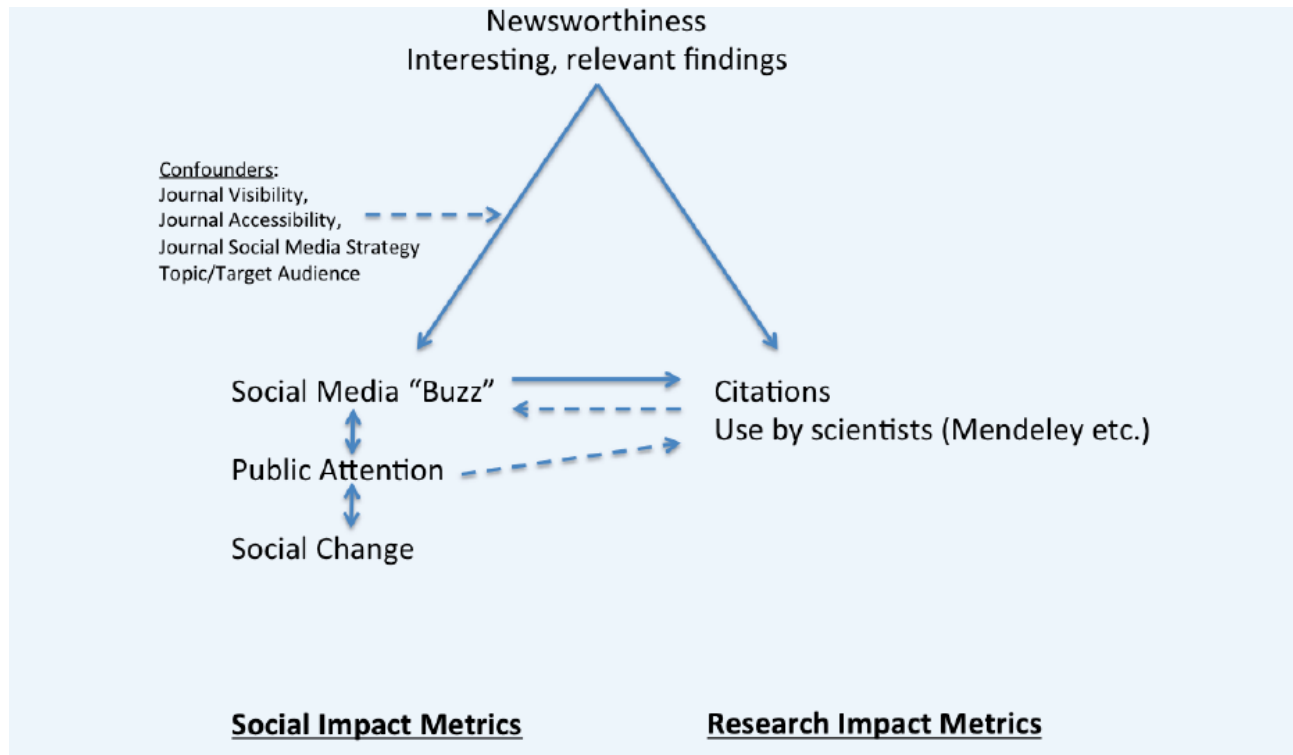 Newsworthiness
Interesting, relevant findings
Confounders:
Journal Visibility,
Journal Accessibility,
Journal Social Media Strategy
Topic/Target Audience
Social Media “Buzz”
Public Attention
Social Change
Citations
Use by scientists (Mendeley etc.)
Social Impact Metrics
Research Impact Metrics